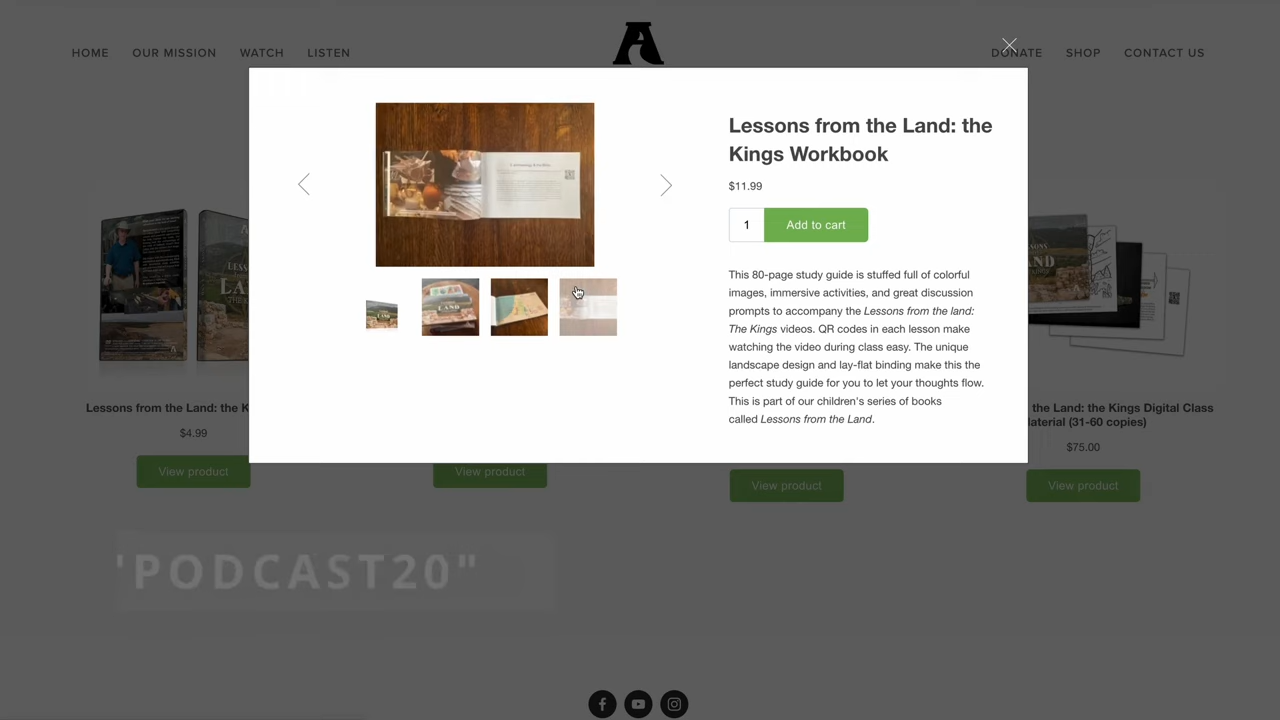 HOME OUR MISSION WATCH LISTEN
DONATE SHOP CONTACT US
Lessons from the Land: the
Kings Workbook
$11.99
1 Add to cart
This 80-page study guide is stuffed full of colorful
images, immersive activities, and great discussion
prompts to accompany the Lessons from the land:
The Kings videos. QR codes in each lesson make
watching the video during class easy. The unique
landscape design and lay-flat binding make this the
perfect study guide for you to let your thoughts flow.
This is part of our children's series of books
called Lessons from the Land.
Lessons from the Land: the K
$4.99
View product
View product
View product
the Land: the Kings Digital Class
Material (31-60 copies)
$75.00
View product
"PODCAST20"